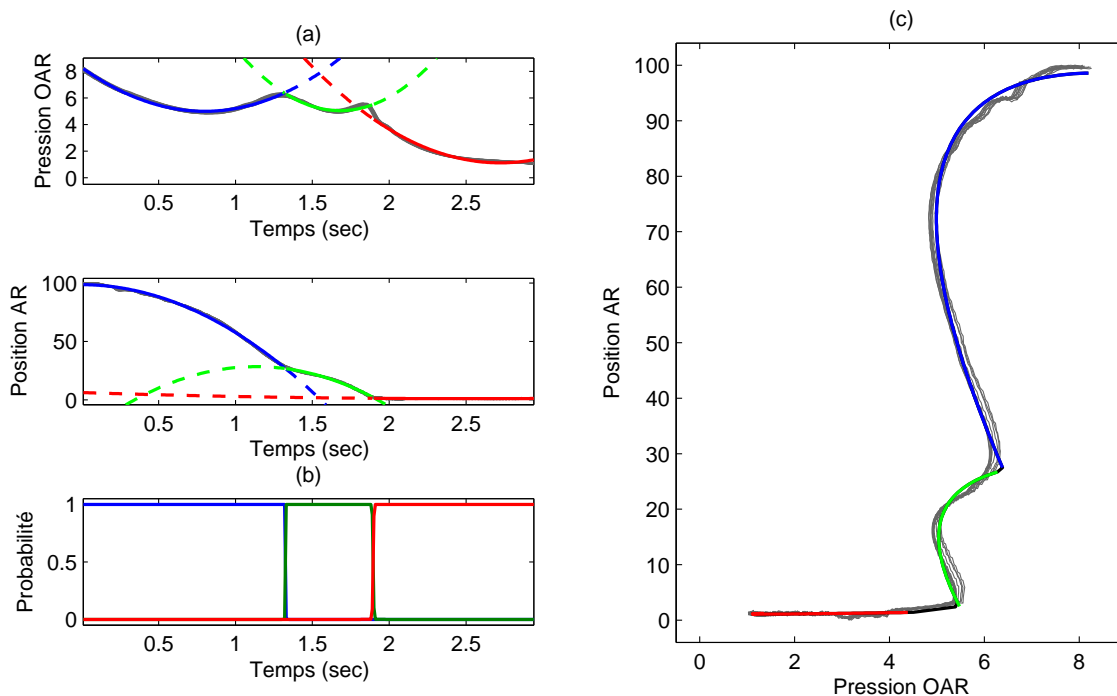 (a)
8
6
4
2
0
Pression OAR
0.5 1 1.5 2 2.5
Temps (sec)
100
50
0
Position AR
0.5 1 1.5 2 2.5
Temps (sec)
(b)
1
0.5
0
Probabilité
0.5 1 1.5 2 2.5
Temps (sec)
(c)
100
90
80
70
60
50
40
30
20
10
0
Position AR
0 2 4 6 8
Pression OAR